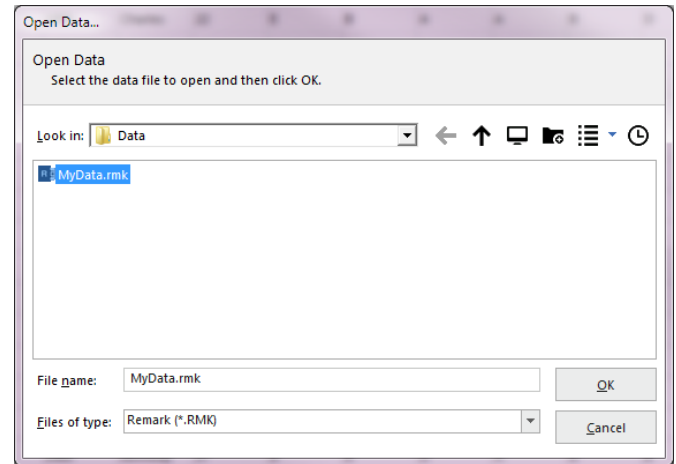 Open Data...
Open Data
Select the data file to open and then click OK.
Look in: Data
MyData.rmk
File name: MyData.rmk
OK
Files of type: Remark (*.RMK)
Cancel